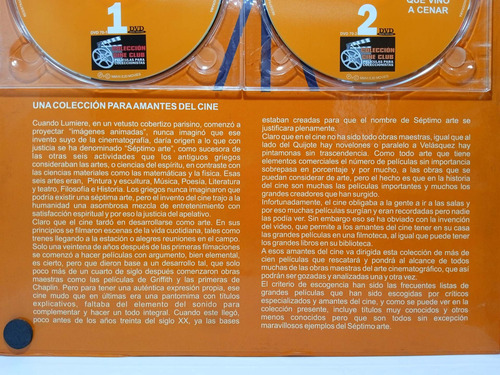 1
DVD
COLECCIÓN
CINE CLUB
PELÍCULAS PARA
COLECCIONISTAS
2
DVD
QUE VINO
A CENAR
COLECCIÓN
CINE CLUB
PELÍCULAS PARA
COLECCIONISTAS
UNA COLECCIÓN PARA AMANTES DEL CINE
Cuando Lumiere, en un vetusto cobertizo parisino, comenzó a
proyectar "imágenes animadas", nunca imaginó que ese
invento suyo de la cinematografía, daría origen a lo que con
justicia se ha denominado "Séptimo arte", como sucesora de
las otras seis actividades que los antiguos griegos
consideraban las artes, o ciencias del espíritu, en contraste con
las ciencias materiales como las matemáticas y la física. Esas
seis artes eran, Pintura y escultura, Música, Poesía, Literatura
y teatro, Filosofía e Historia. Los griegos nunca imaginaron que
podría existir una séptima arte, pero el invento del cine trajo a la
humanidad una asombrosa mezcla de entretenimiento con
satisfacción espiritual y por eso la justicia del apelativo.
Claro que el cine tardó en desarrollarse como arte. En sus
principios se filmaron escenas de la vida cuotidiana, tales como
trenes llegando a la estación o alegres reuniones en el campo.
Solo una veintena de años después de las primeras filmaciones
se comenzó a hacer películas con argumento, bien elemental,
es cierto, pero que dieron base a un desarrollo tal, que solo
poco más de un cuarto de siglo después comenzaron obras
maestras como las películas de Griffith y las primeras de
Chaplin. Pero para tener una auténtica expresión propia, ese
cine mudo que en últimas era una pantomima con títulos
explicativos, faltaba del elemento del sonido para
complementar y hacer un todo integral. Cuando este llegó,
poco antes de los años treinta del siglo XX, ya las bases
estaban creadas para que el nombre de Séptimo arte se
justificara plenamente.
Claro que en el cine no ha sido todo obras maestras, igual que al
lado del Quijote hay novelones o paralelo a Velásquez hay
pintamonas sin trascendencia. Como todo arte que tiene
elementos comerciales el número de películas sin importancia
sobrepasa en porcentaje y por mucho, a las obras que se
puedan considerar de arte, pero el hecho es que en la historia
del cine son muchas las películas importantes y muchos los
grandes creadores que han surgido
Infortunadamente, el cine obligaba a la gente a ir a las salas y
por eso muchas películas surgían y eran recordadas pero nadie
las podía ver. Sin embargo eso se ha obviado con la invención
del video, que permite a los amantes del cine tener en su casa
las grandes películas en una filmoteca, al igual que puede tener
los grandes libros en su biblioteca.
A esos amantes del cine va dirigida esta colección de más de
cien películas que rescatará y pondrá al alcance de todos
muchas de las obras maestras del arte cinematográfico, que así
podrán ser gozadas y analizadas una y otra vez.
El criterio de escogencia han sido las frecuentes listas de
grandes películas que han sido escogidas por críticos
especializados y amantes del cine, y como se puede ver en la
colección presente, incluye títulos muy conocidos y otros
menos conocidos pero que son todos sin excepción
maravillosos ejemplos del Séptimo arte.